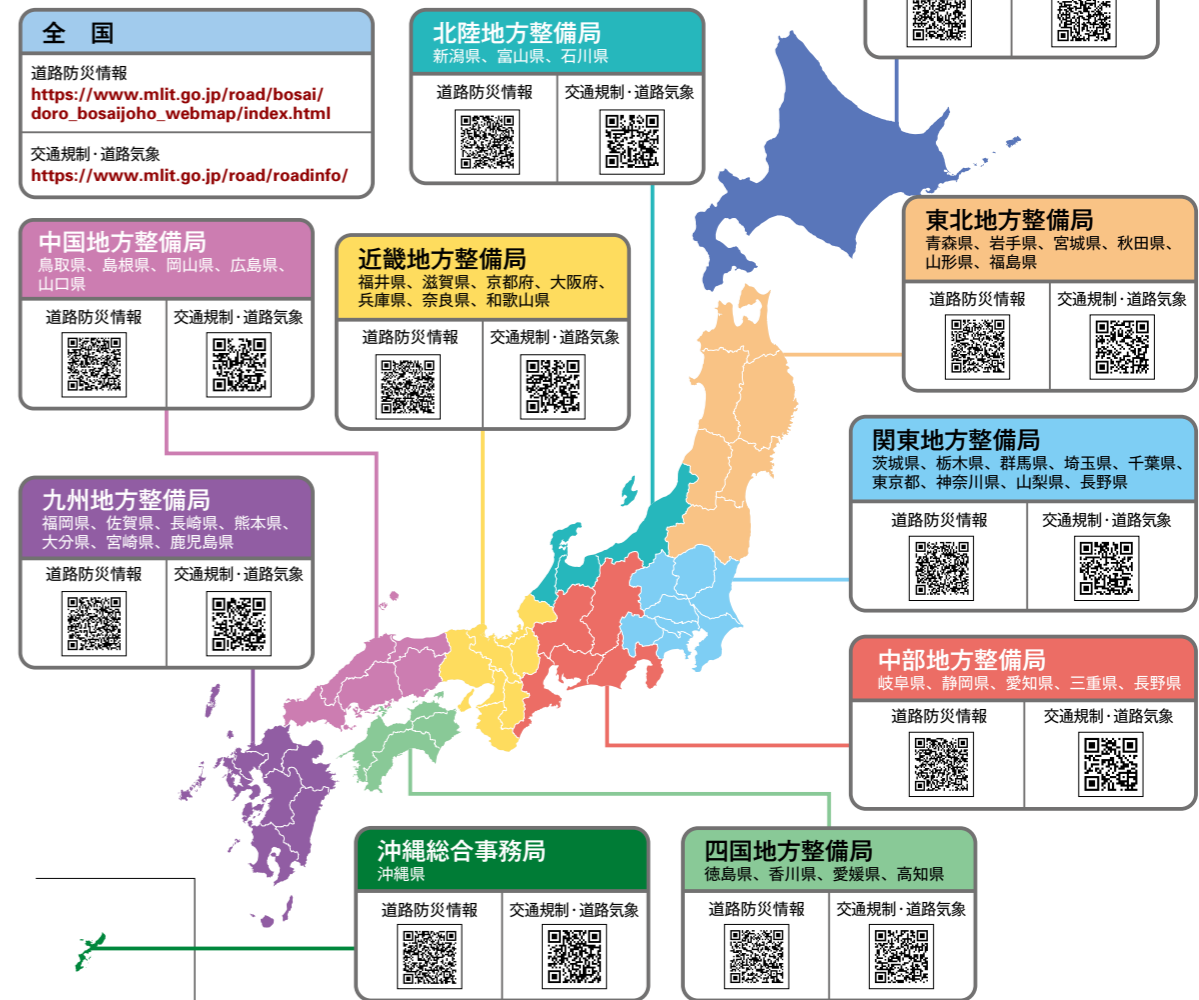 全 国
道路防災情報
https://www.mlit.go.jp/road/bosai/
doro_bosaijoho_webmap/index.html
交通規制･道路気象
https://www.mlit.go.jp/road/roadinfo/
北陸地方整備局
新潟県、富山県、石川県
道路防災情報
交通規制･道路気象
中国地方整備局
鳥取県、島根県、岡山県、広島県、
山口県
道路防災情報
交通規制･道路気象
近畿地方整備局
福井県、滋賀県、京都府、大阪府、
兵庫県、奈良県、和歌山県
道路防災情報
交通規制･道路気象
東北地方整備局
青森県、岩手県、宮城県、秋田県、
山形県、福島県
道路防災情報
交通規制･道路気象
関東地方整備局
茨城県、栃木県、群馬県、埼玉県、千葉県、
東京都、神奈川県、山梨県、長野県
道路防災情報
交通規制･道路気象
九州地方整備局
福岡県、佐賀県、長崎県、熊本県、
大分県、宮崎県、鹿児島県
道路防災情報
交通規制･道路気象
中部地方整備局
岐阜県、静岡県、愛知県、三重県、長野県
道路防災情報
交通規制･道路気象
沖縄総合事務局
沖縄県
道路防災情報
交通規制･道路気象
四国地方整備局
徳島県、香川県、愛媛県、高知県
道路防災情報
交通規制･道路気象